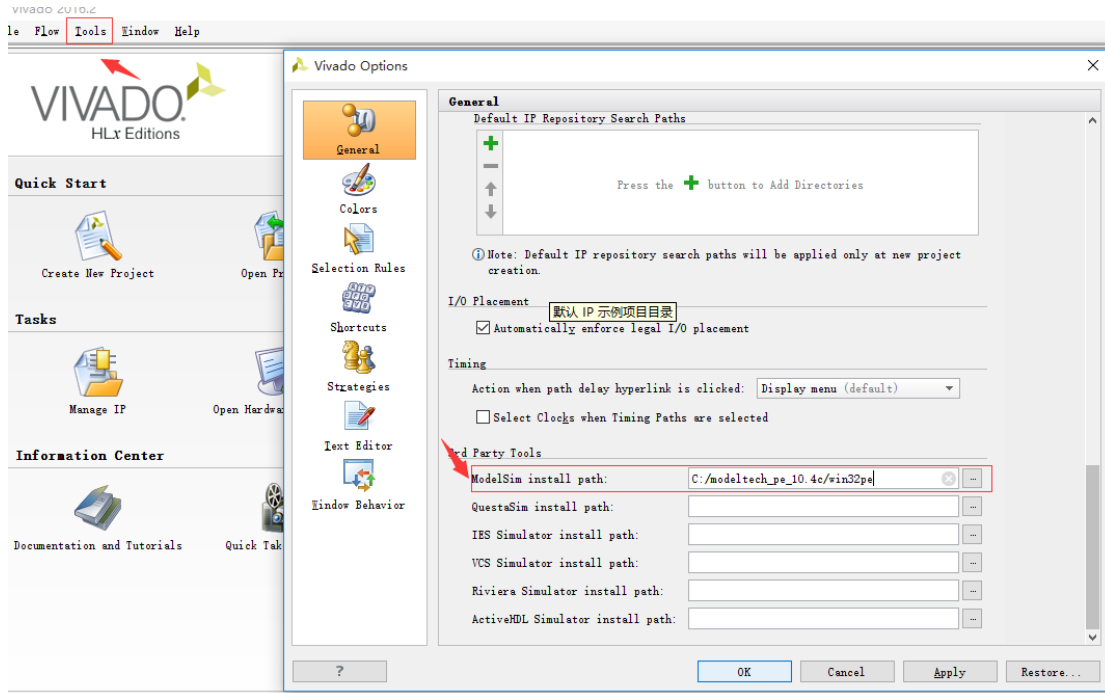 Vivado 2016.2
le Flow Tools Window Help
VIVADO.
HLx Editions
Quick Start
Create New Project
Open Pr
Tasks
Manage IP
Open Hardwa
Information Center
Documentation and Tutorials
Quick Tak
Vivado Options
General
Colors
Selection Rules
Shortcuts
Strategies
Text Editor
Window Behavior
General
Default IP Repository Search Paths
Press the + button to Add Directories
Note: Default IP repository search paths will be applied only at new project
creation.
I/O Placement
默认 IP 示例项目目录
Automatically enforce legal I/O placement
Timing
Action when path delay hyperlink is clicked: Display menu (default)
Select Clocks when Timing Paths are selected
3rd Party Tools
ModelSim install path: C:/modeltech_pe_10.4c/win32pe
QuestaSim install path:
IES Simulator install path:
VCS Simulator install path:
Riviera Simulator install path:
ActiveHDL Simulator install path:
? OK Cancel Apply Restore...